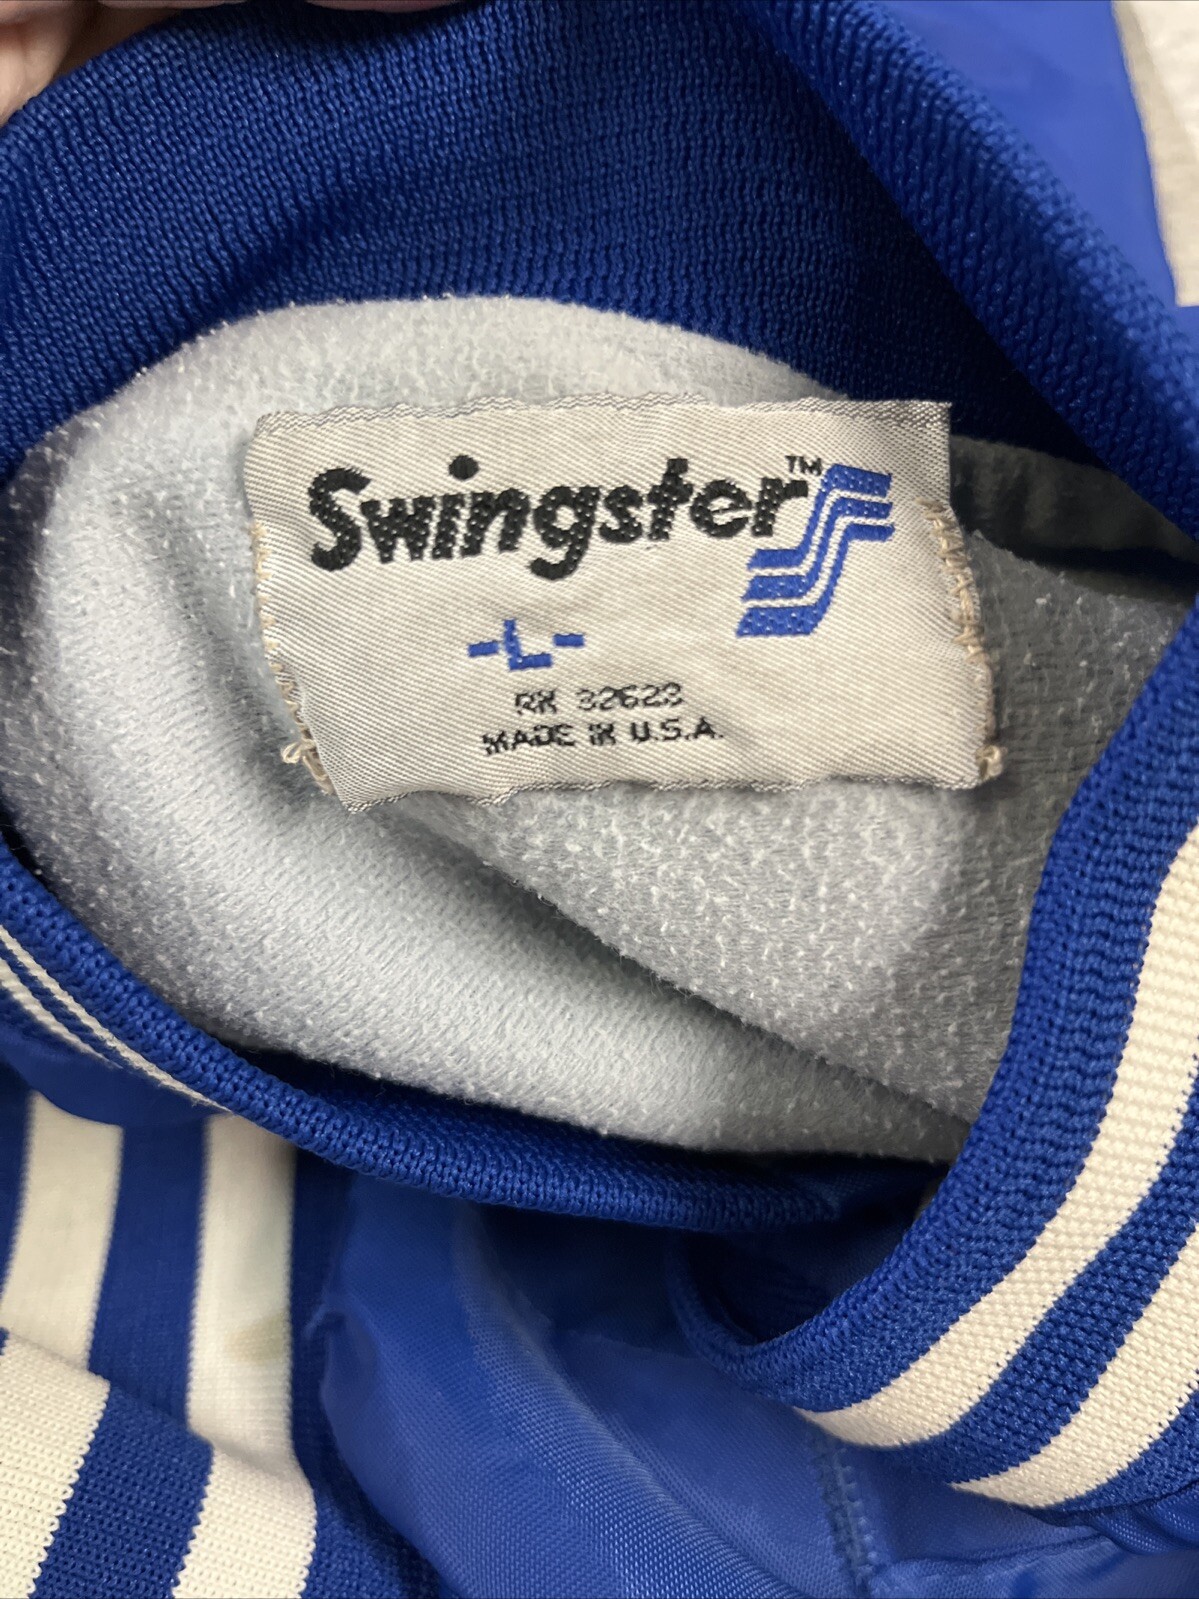 Swingster™
-L-
RN 32623
MADE IN U.S.A.